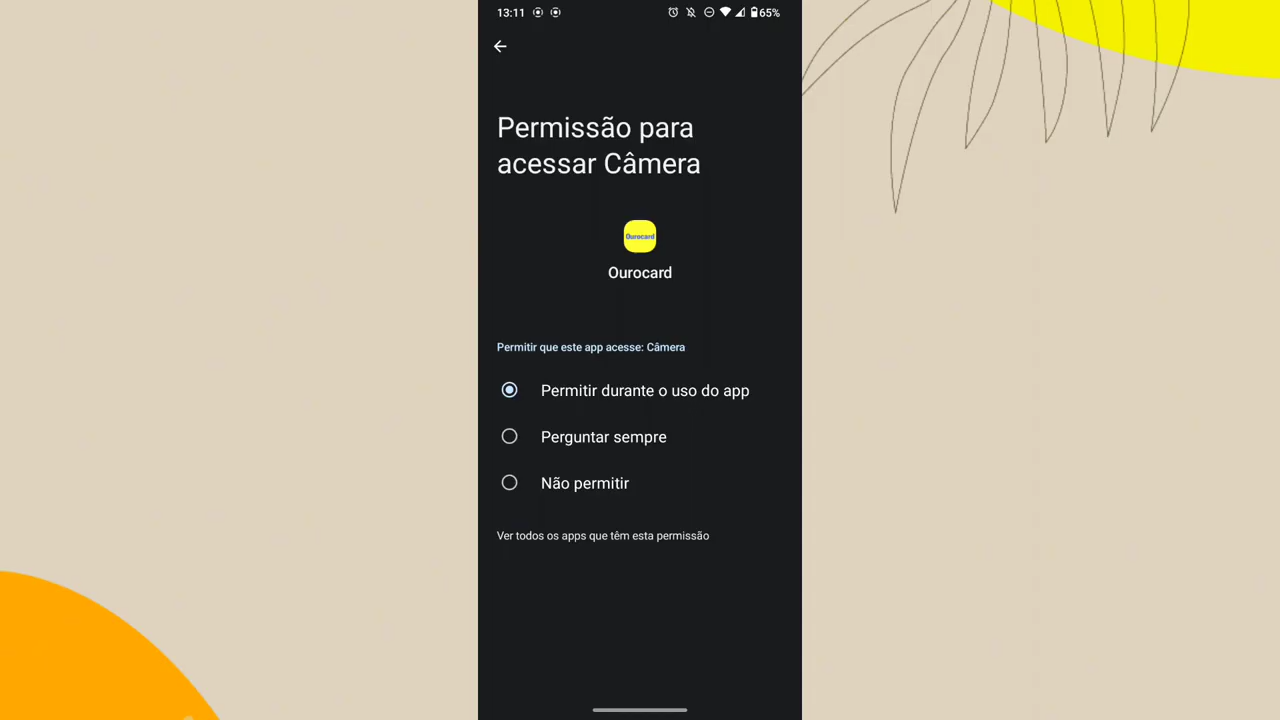 13:11
65%
Permissão para
acessar Câmera
Ourocard
Ourocard
Permitir que este app acesse: Câmera
Permitir durante o uso do app
Perguntar sempre
Não permitir
Ver todos os apps que têm esta permissão